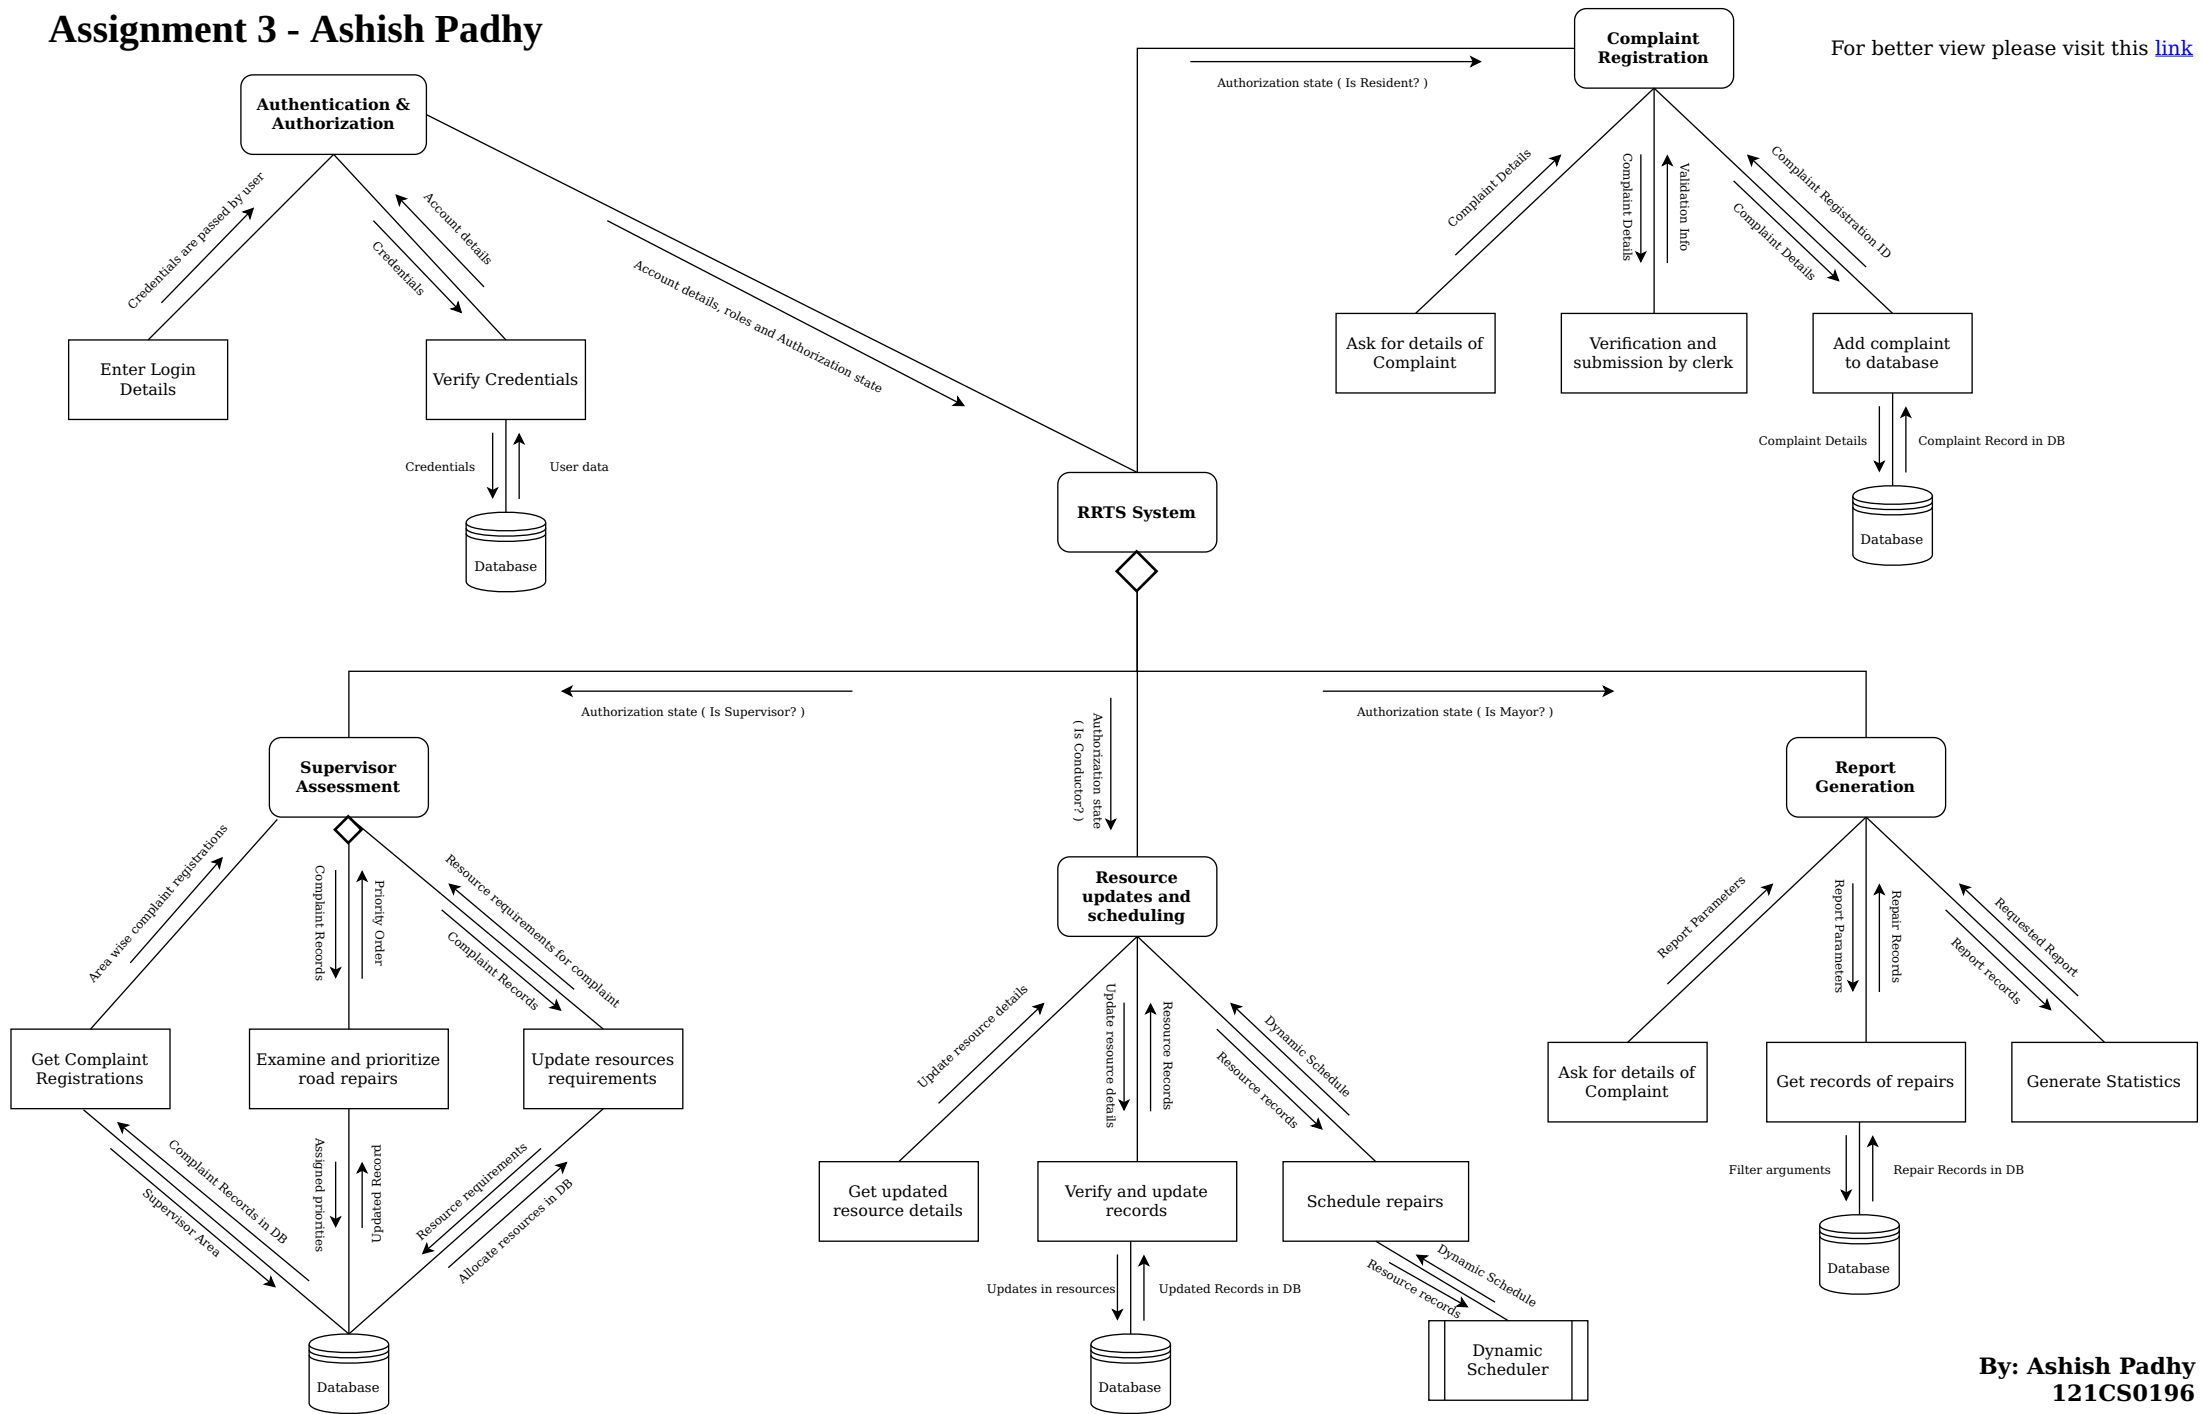 Assignment 3 - Ashish Padhy
For better view please visit this link
Complaint
Registration
Authorization state ( Is Resident? )
Authentication &
Authorization
Credentials are passed by user
Account details
Credentials
Account details, roles and Authorization state
Complaint Details
Complaint Details
Validation Info
Complaint Registration ID
Complaint Details
Enter Login
Details
Verify Credentials
Ask for details of
Complaint
Verification and
submission by clerk
Add complaint
to database
Credentials
User data
Database
Complaint Details
Complaint Record in DB
Database
RRTS System
Authorization state ( Is Supervisor? )
Authorization state
( Is Conductor? )
Authorization state ( Is Mayor? )
Supervisor
Assessment
Area wise complaint registrations
Complaint Records
Priority Order
Resource requirements for complaint
Complaint Records
Get Complaint
Registrations
Examine and prioritize
road repairs
Update resources
requirements
Complaint Records in DB
Supervisor Area
Assigned priorities
Updated Record
Resource requirements
Allocate resources in DB
Database
Resource
updates and
scheduling
Update resource details
Update resource details
Resource Records
Dynamic Schedule
Resource records
Get updated
resource details
Verify and update
records
Schedule repairs
Updates in resources
Updated Records in DB
Database
Dynamic Schedule
Resource records
Dynamic
Scheduler
Report
Generation
Report Parameters
Report Parameters
Repair Records
Requested Report
Report records
Ask for details of
Complaint
Get records of repairs
Generate Statistics
Filter arguments
Repair Records in DB
Database
By: Ashish Padhy
121CS0196